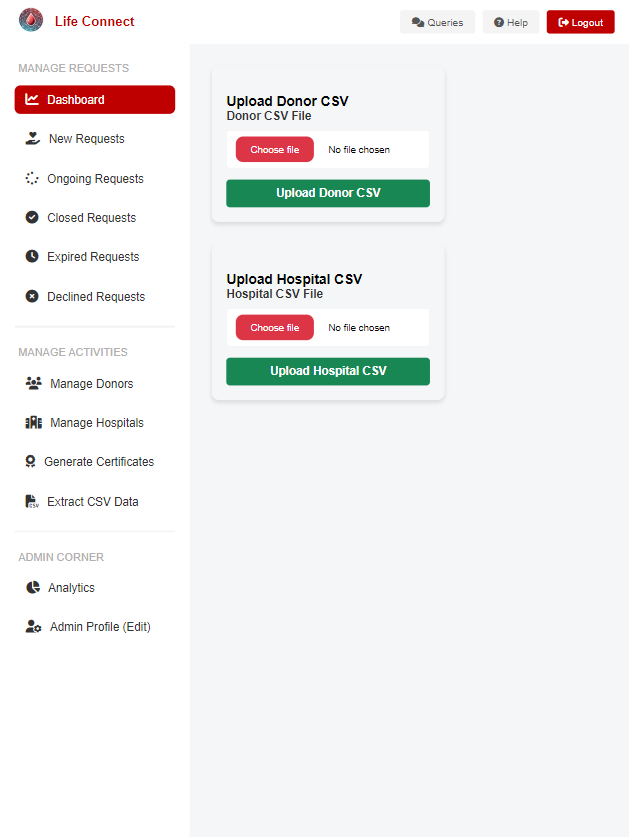 Life Connect
Queries
Help
Logout
MANAGE REQUESTS
Dashboard
New Requests
Ongoing Requests
Closed Requests
Expired Requests
Declined Requests
MANAGE ACTIVITIES
Manage Donors
Manage Hospitals
Generate Certificates
CSV
Extract CSV Data
ADMIN CORNER
Analytics
Admin Profile (Edit)
Upload Donor CSV
Donor CSV File
Choose file No file chosen
Upload Donor CSV
Upload Hospital CSV
Hospital CSV File
Choose file No file chosen
Upload Hospital CSV